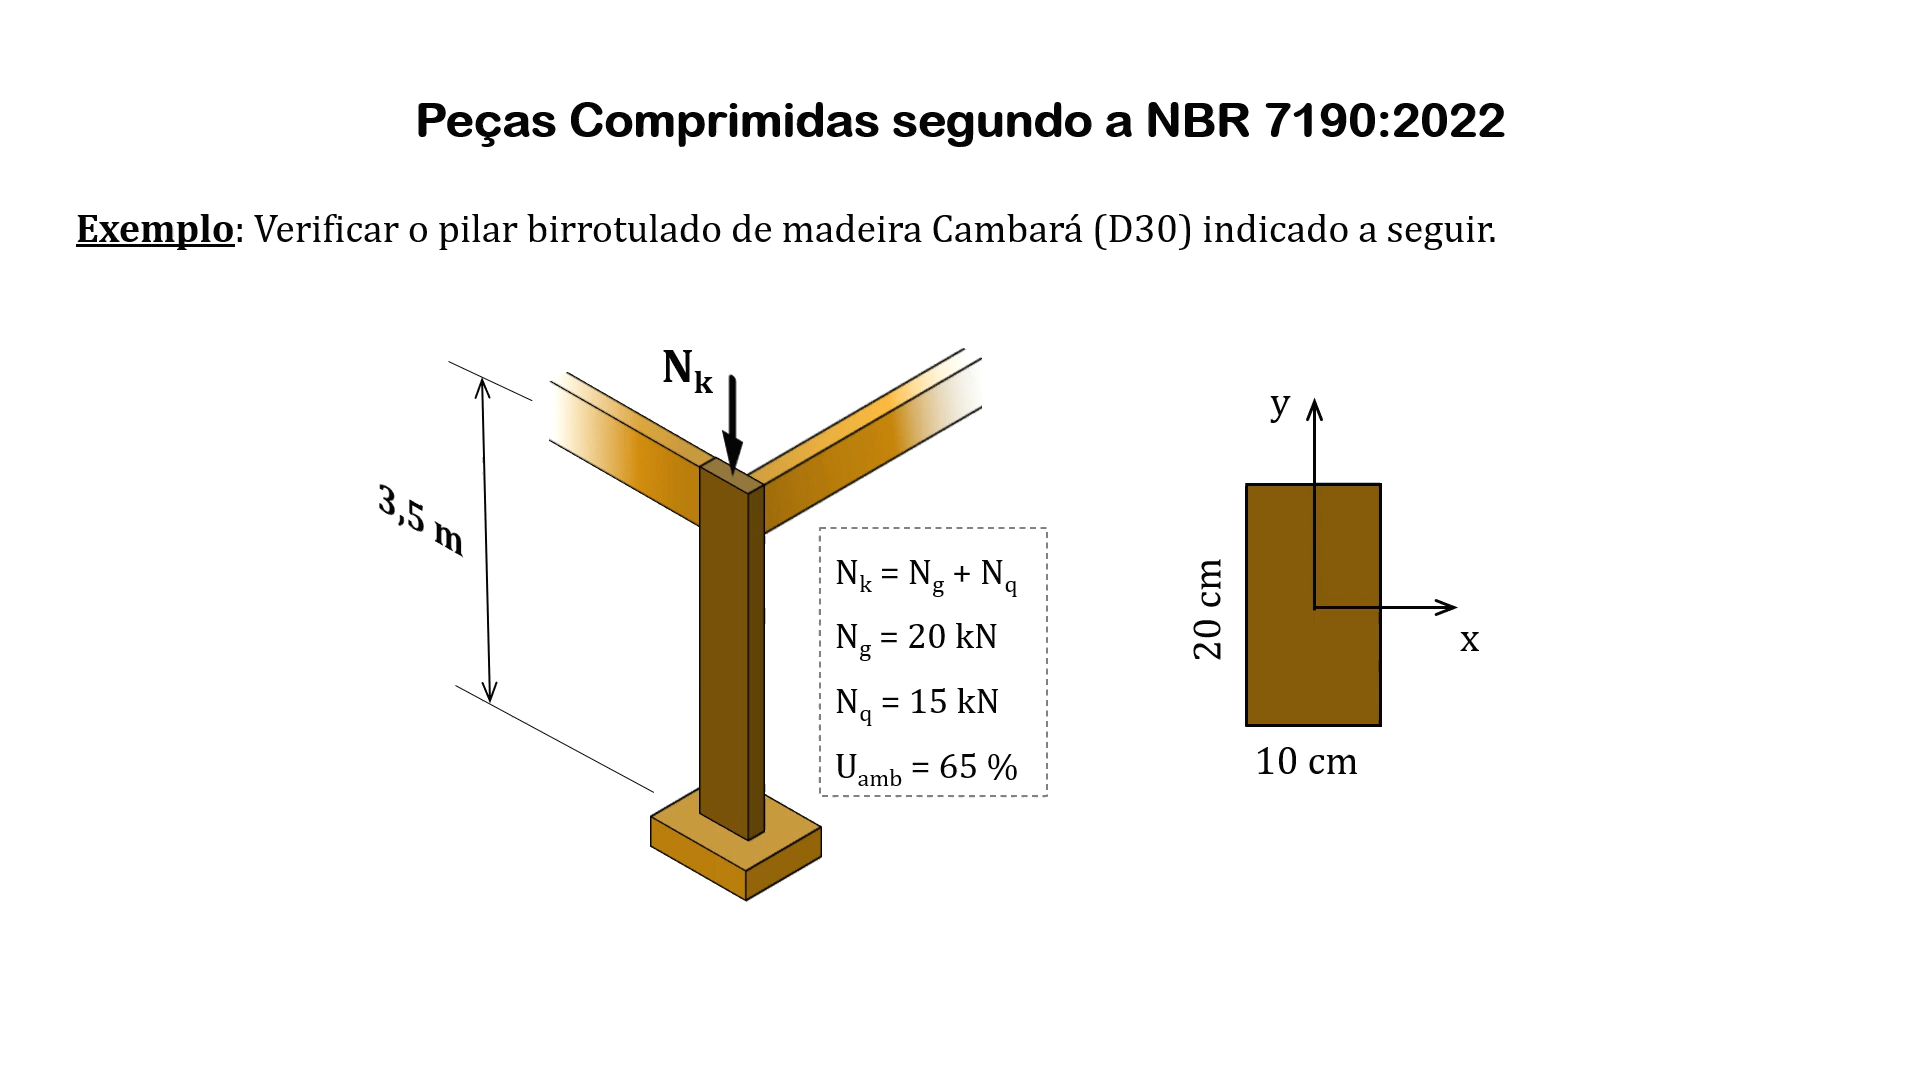 Peças Comprimidas segundo a NBR 7190:2022
Exemplo: Verificar o pilar birrotulado de madeira Cambará (D30) indicado a seguir.
Nk
3,5 m
Nk = Ng + Nq
Ng = 20 kN
Nq = 15 kN
Uamb = 65 %
y
20 cm
x
10 cm